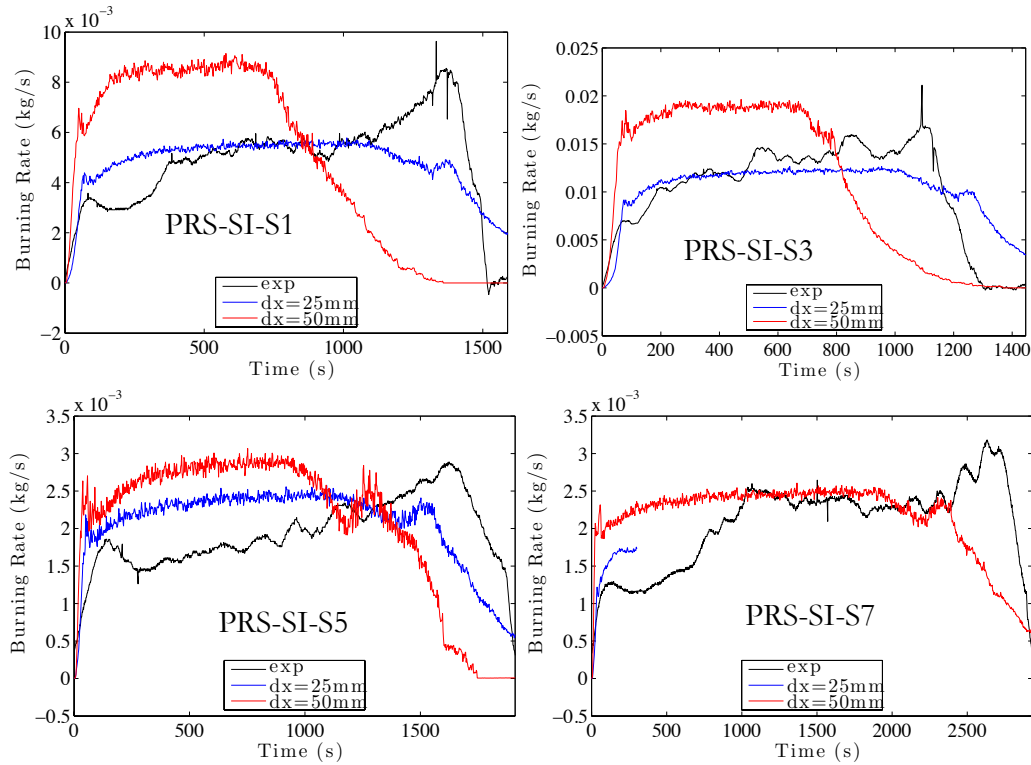 x 10⁻³
10
8
6
4
2
0
−2
Burning Rate (kg/s)
PRS-SI-S1
exp
dx=25mm
dx=50mm
0 500 1000 1500
Time (s)
0.025
0.02
0.015
0.01
0.005
0
−0.005
Burning Rate (kg/s)
PRS-SI-S3
exp
dx=25mm
dx=50mm
0 200 400 600 800 1000 1200 1400
Time (s)
x 10⁻³
3.5
3
2.5
2
1.5
1
0.5
0
−0.5
Burning Rate (kg/s)
PRS-SI-S5
exp
dx=25mm
dx=50mm
0 500 1000 1500
Time (s)
x 10⁻³
3.5
3
2.5
2
1.5
1
0.5
0
−0.5
Burning Rate (kg/s)
PRS-SI-S7
exp
dx=25mm
dx=50mm
0 500 1000 1500 2000 2500
Time (s)